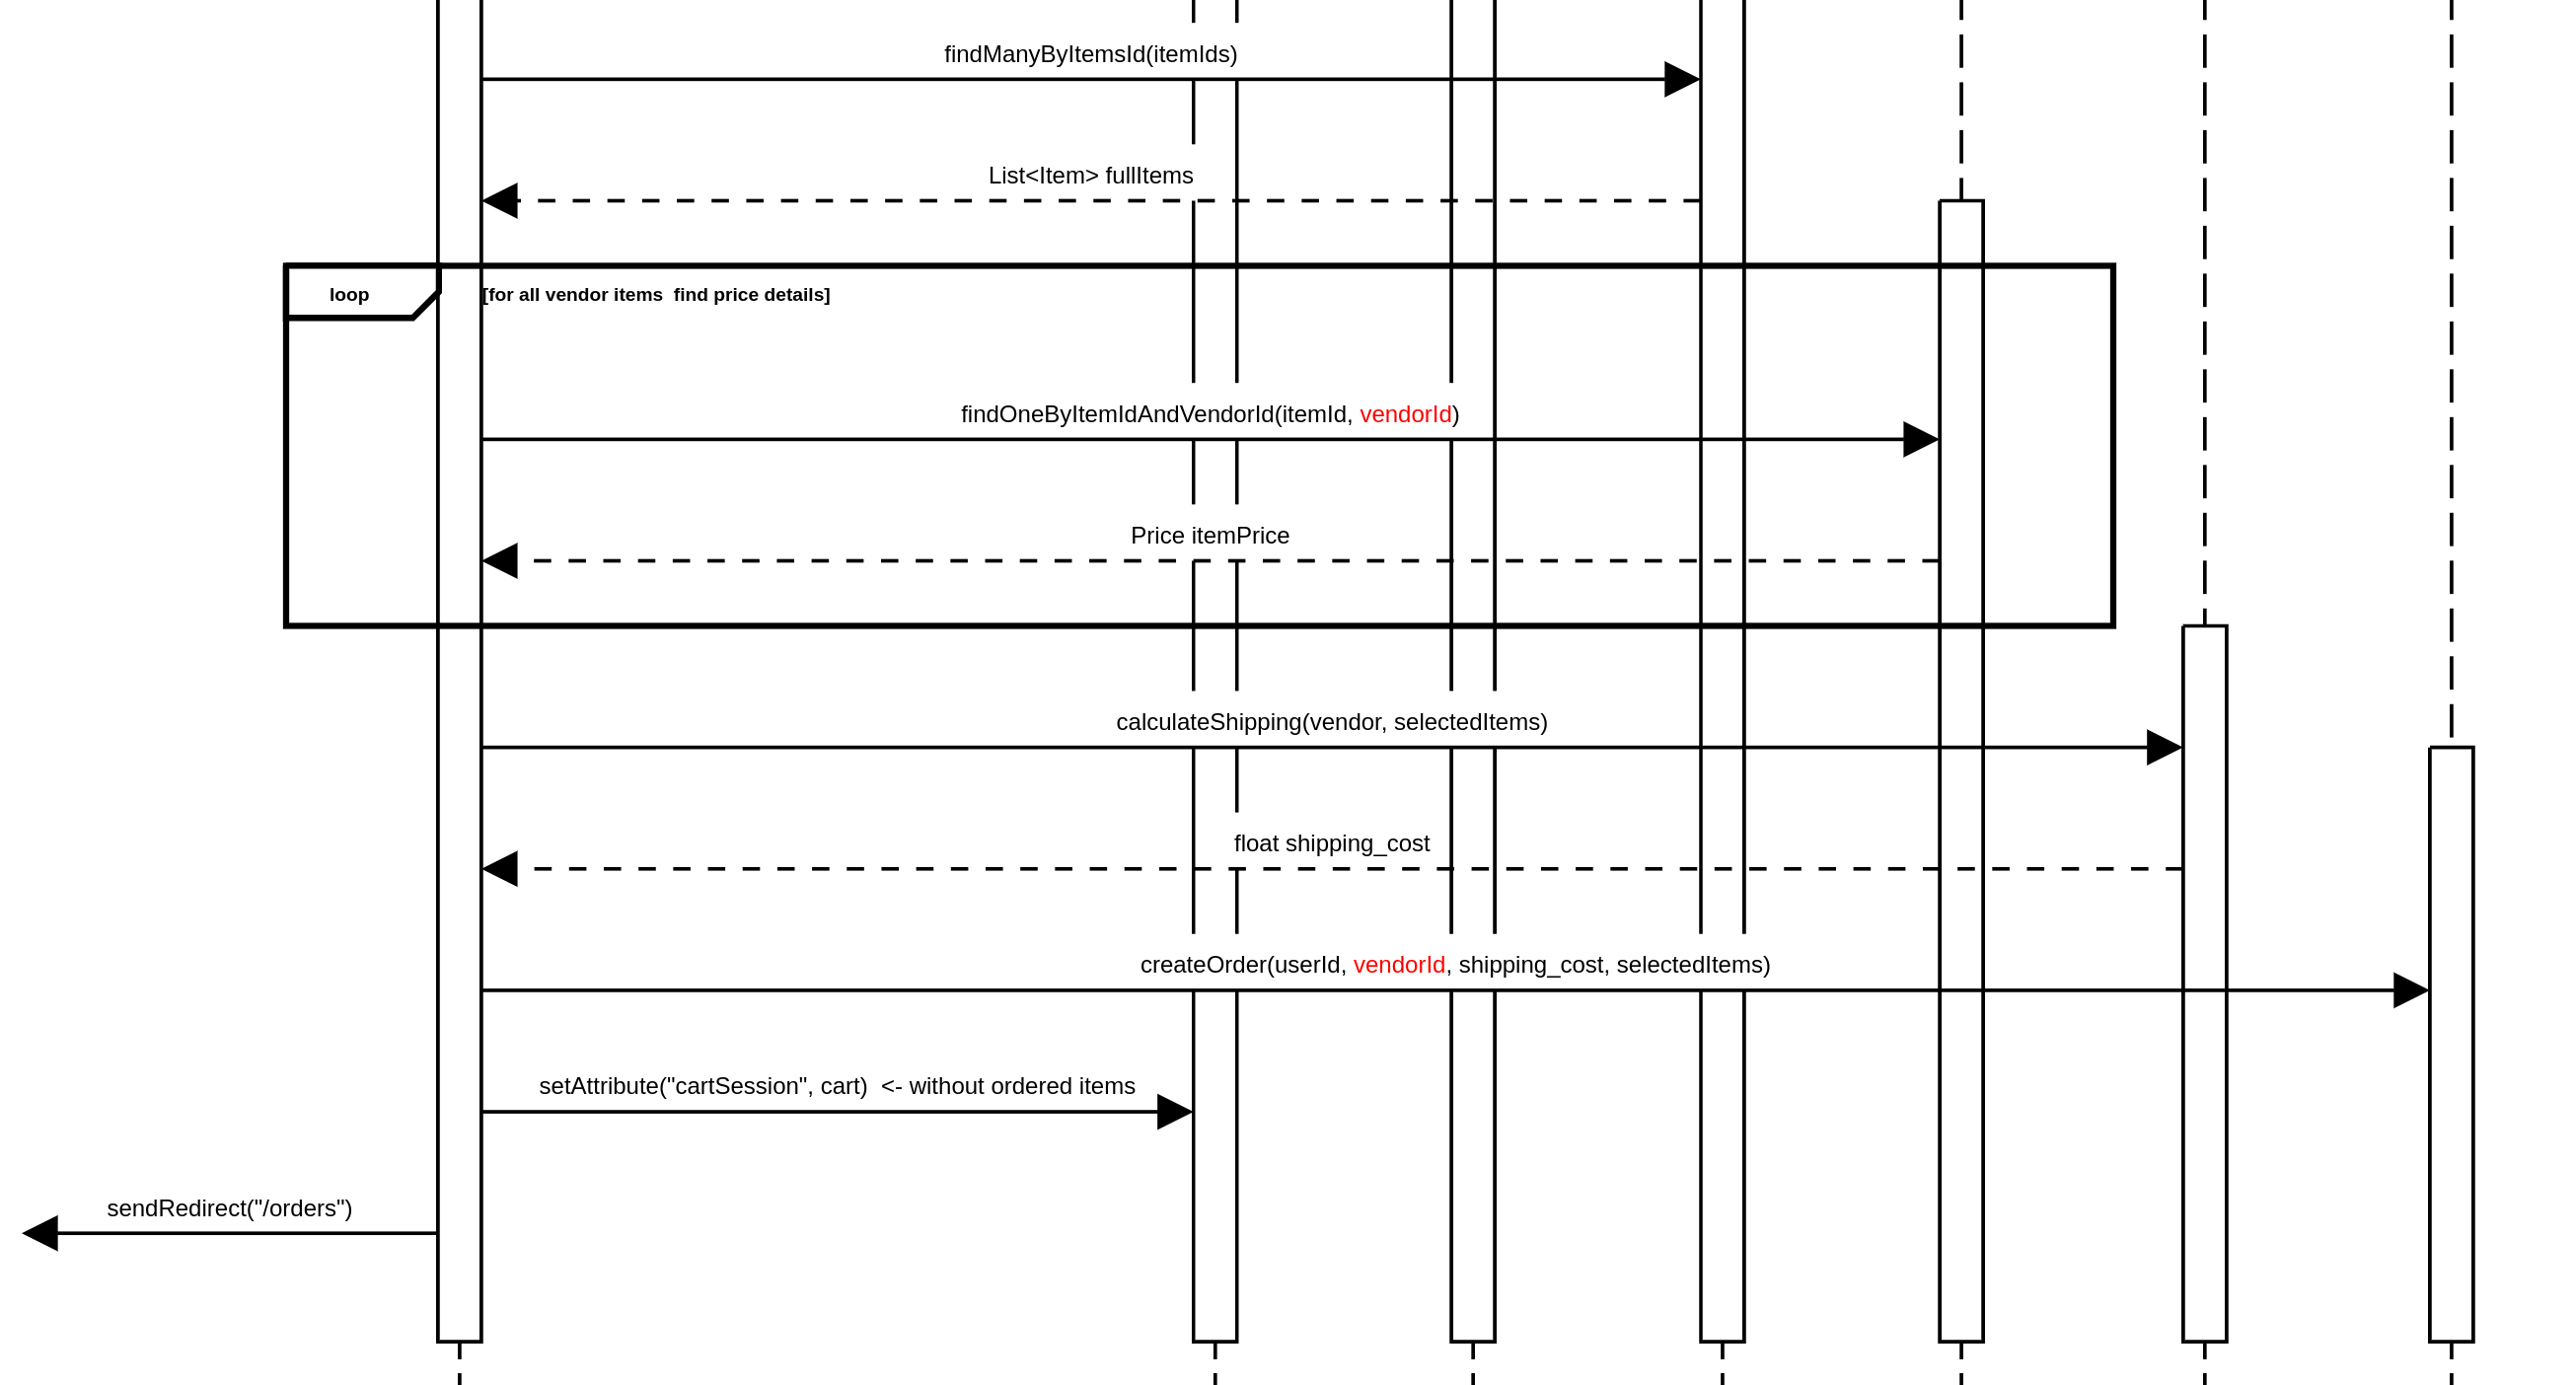 findManyByItemsId(itemIds)
List<Item> fullItems
loop
[for all vendor items  find price details]
findOneByItemIdAndVendorId(itemId, vendorId)
Price itemPrice
calculateShipping(vendor, selectedItems)
float shipping_cost
createOrder(userId, vendorId, shipping_cost, selectedItems)
setAttribute("cartSession", cart)  <- without ordered items
sendRedirect("/orders")